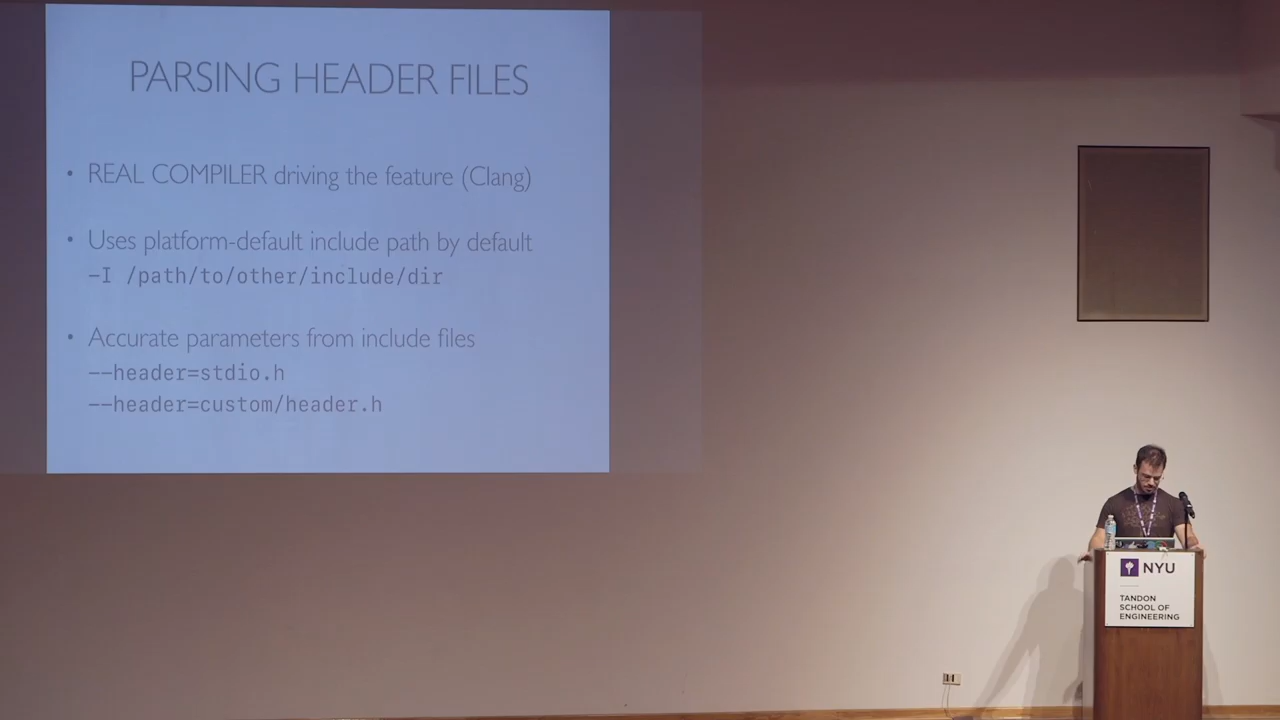 PARSING HEADER FILES
• REAL COMPILER driving the feature (Clang)
• Uses platform-default include path by default
-I /path/to/other/include/dir
• Accurate parameters from include files
--header=stdio.h
--header=custom/header.h
NYU
TANDON
SCHOOL OF
ENGINEERING